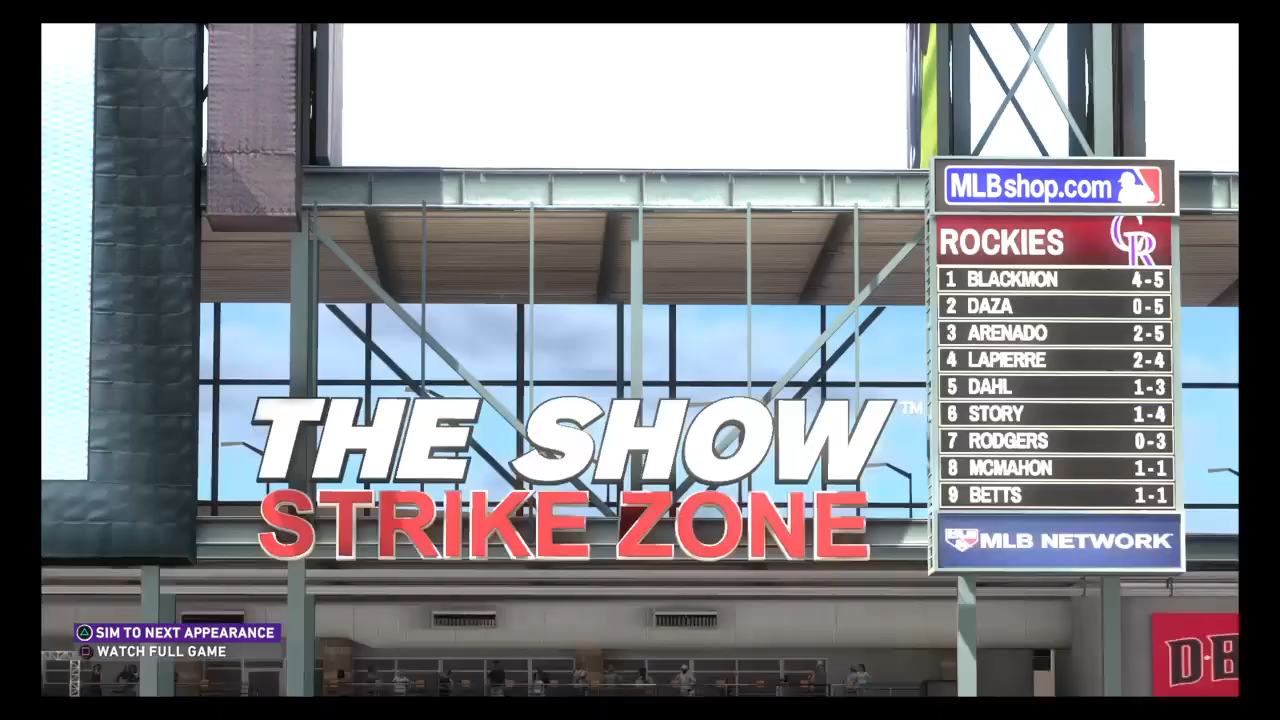 MLBshop.com
ROCKIES CR
1 BLACKMON 4-5
2 DAZA 0-5
3 ARENADO 2-5
4 LAPIERRE 2-4
5 DAHL 1-3
6 STORY 1-4
7 RODGERS 0-3
8 MCMAHON 1-1
9 BETTS 1-1
MLB NETWORK
THE SHOW™
STRIKE ZONE
SIM TO NEXT APPEARANCE
WATCH FULL GAME
D-B